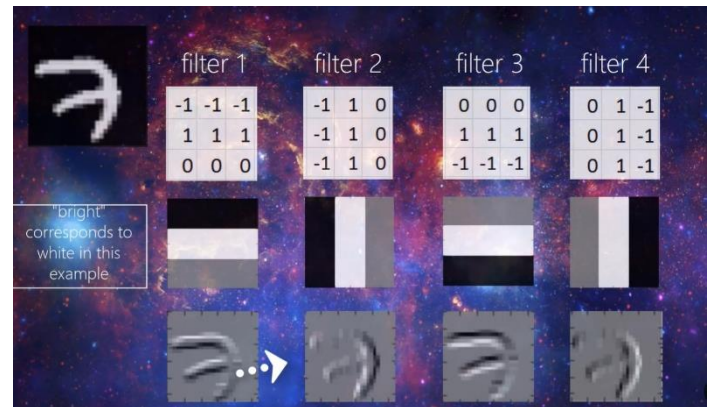 filter 1 filter 2 filter 3 filter 4
-1 -1 -1 -1 1 0 0 0 0 0 1 -1
1 1 1 -1 1 0 1 1 1 0 1 -1
0 0 0 -1 1 0 -1 -1 -1 0 1 -1
"bright"
corresponds to
white in this
example